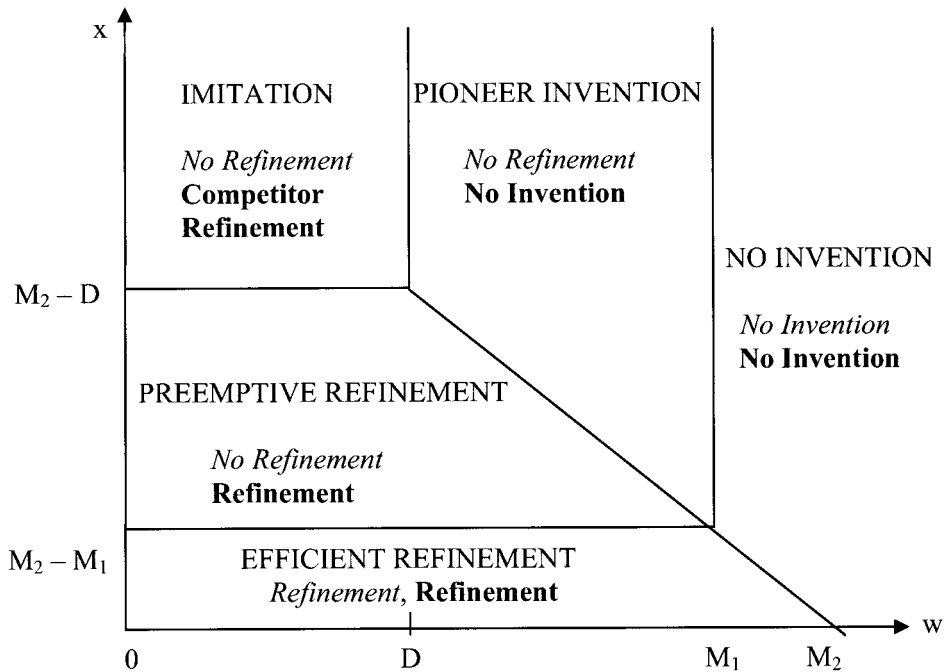 x
IMITATION
No Refinement
Competitor
Refinement
PIONEER INVENTION
No Refinement
No Invention
NO INVENTION
No Invention
No Invention
M₂ – D
PREEMPTIVE REFINEMENT
No Refinement
Refinement
M₂ – M₁
EFFICIENT REFINEMENT
Refinement, Refinement
w
0
D
M₁
M₂